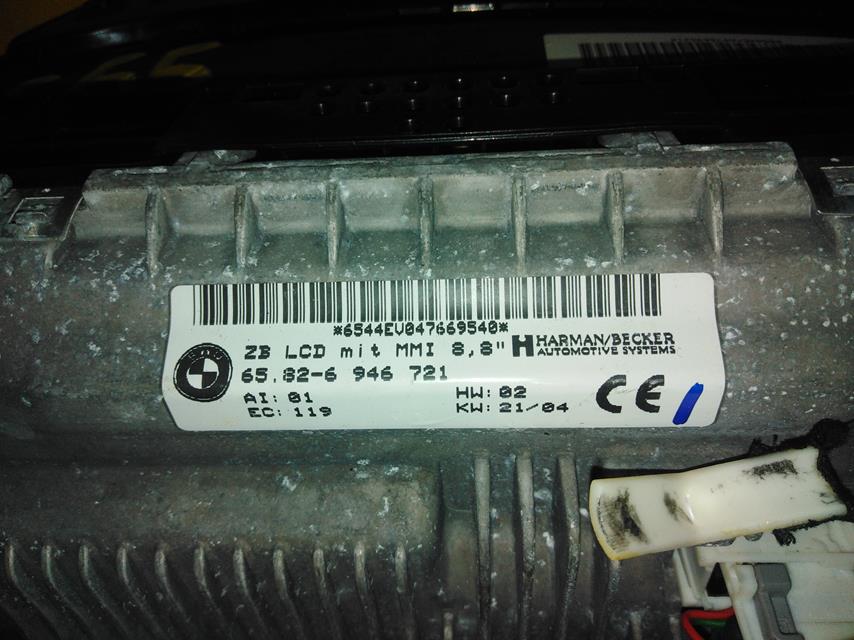 *6544EV047669540*
BMW
ZB LCD mit MMI 8,8"
HARMAN/BECKER
AUTOMOTIVE SYSTEMS
65.82-6 946 721
AI: 01
HW: 02
EC: 119
KW: 21/04
CE